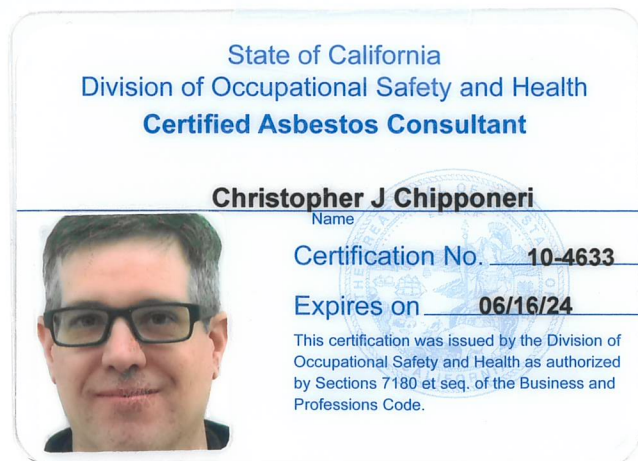 State of California
Division of Occupational Safety and Health
Certified Asbestos Consultant
Christopher J Chipponeri
Name
Certification No. 10-4633
Expires on 06/16/24
This certification was issued by the Division of
Occupational Safety and Health as authorized
by Sections 7180 et seq. of the Business and
Professions Code.